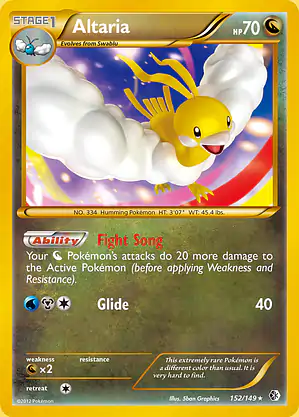 STAGE1
Altaria
HP70
Evolves from Swablu
NO. 334 Humming Pokémon HT: 3'07" WT: 45.4 lbs.
Ability Fight Song
Your Pokémon's attacks do 20 more damage to
the Active Pokémon (before applying Weakness and
Resistance).
Glide 40
weakness resistance
×2
retreat
This extremely rare Pokémon is a
different color than usual. It is
very hard to find.
Illus. 5ban Graphics 152/149 ★
©2012 Pokémon